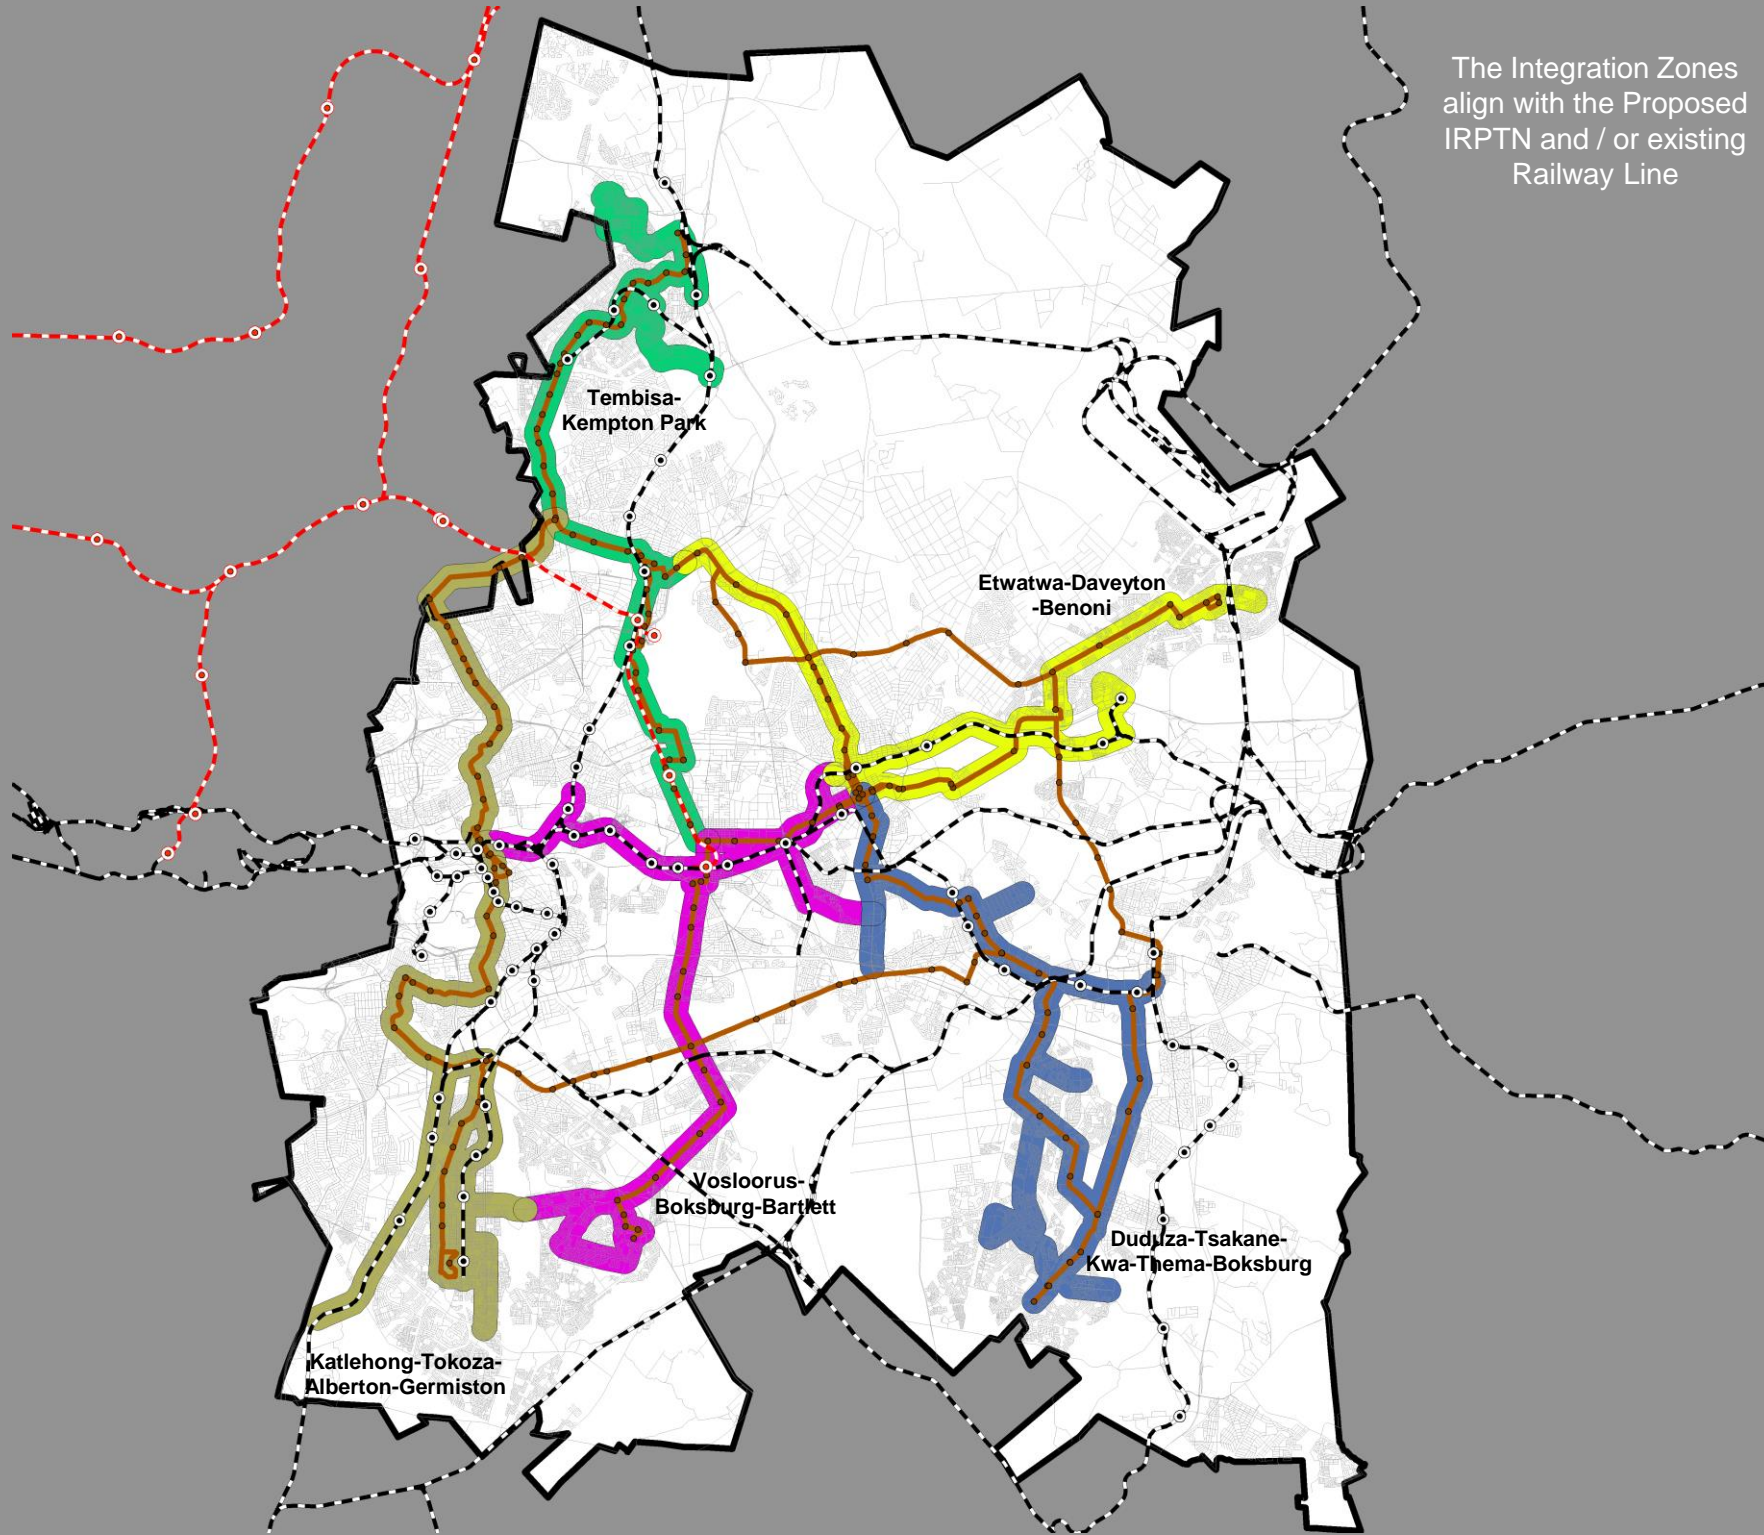 The Integration Zones
align with the Proposed
IRPTN and / or existing
Railway Line
Tembisa-
Kempton Park
Etwatwa-Daveyton
-Benoni
Vosloorus-
Boksburg-Bartlett
Duduza-Tsakane-
Kwa-Thema-Boksburg
Katlehong-Tokoza-
Alberton-Germiston